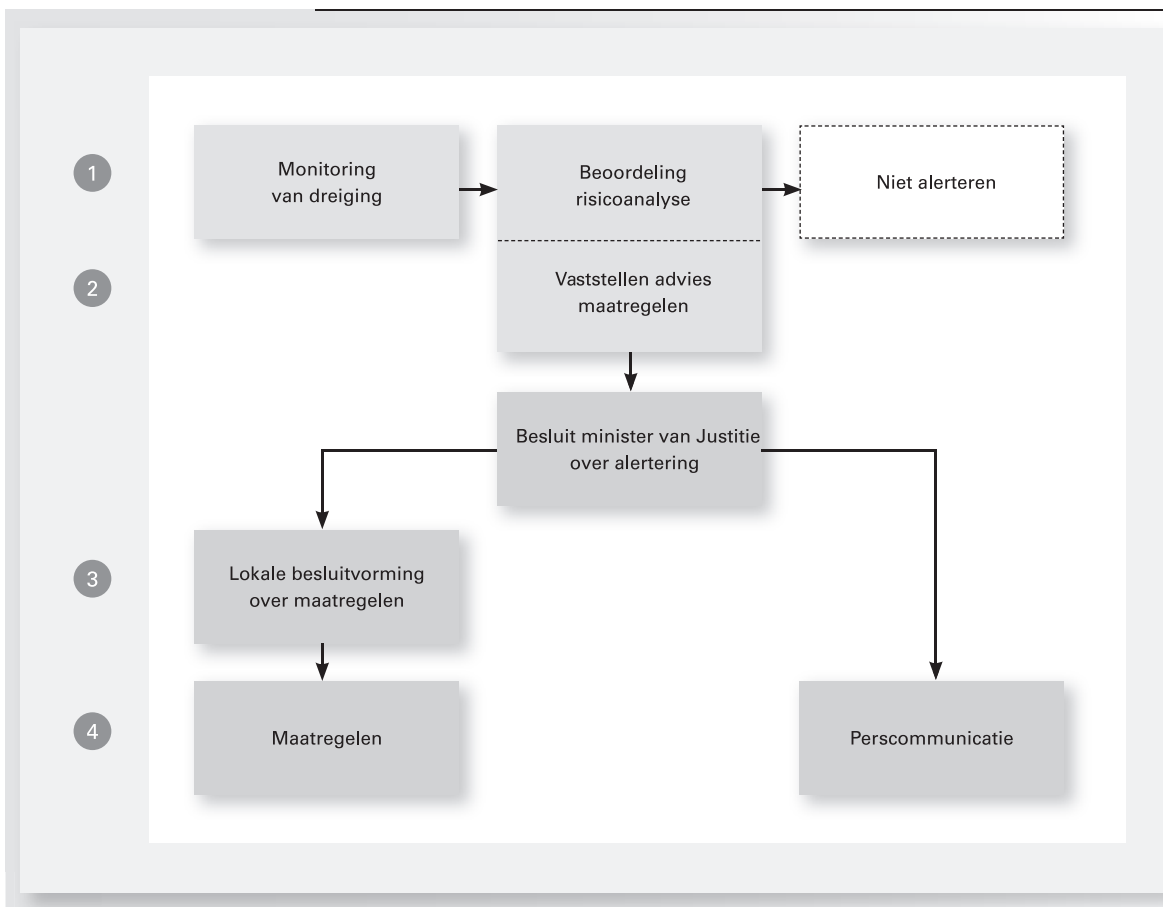 1
Monitoring
van dreiging
Beoordeling
risicoanalyse
Niet alerteren
2
Vaststellen advies
maatregelen
Besluit minister van Justitie
over alertering
3
Lokale besluitvorming
over maatregelen
4
Maatregelen
Perscommunicatie